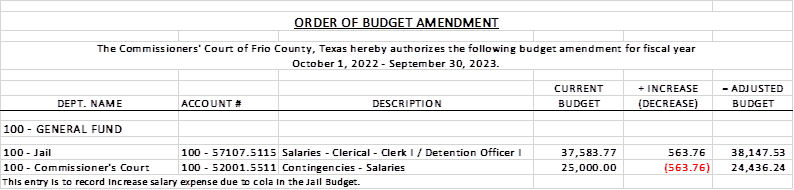 ORDER OF BUDGET AMENDMENT
The Commissioners' Court of Frio County, Texas hereby authorizes the following budget amendment for fiscal year
October 1, 2022 - September 30, 2023.
CURRENT + INCREASE = ADJUSTED
DEPT. NAME ACCOUNT # DESCRIPTION BUDGET (DECREASE) BUDGET
100 - GENERAL FUND
100 - Jail 100 - 57107.5115 Salaries - Clerical - Clerk I / Detention Officer I 37,583.77 563.76 38,147.53
100 - Commissioner's Court 100 - 52001.5511 Contingencies - Salaries 25,000.00 (563.76) 24,436.24
This entry is to record increase salary expense due to cola in the Jail Budget.